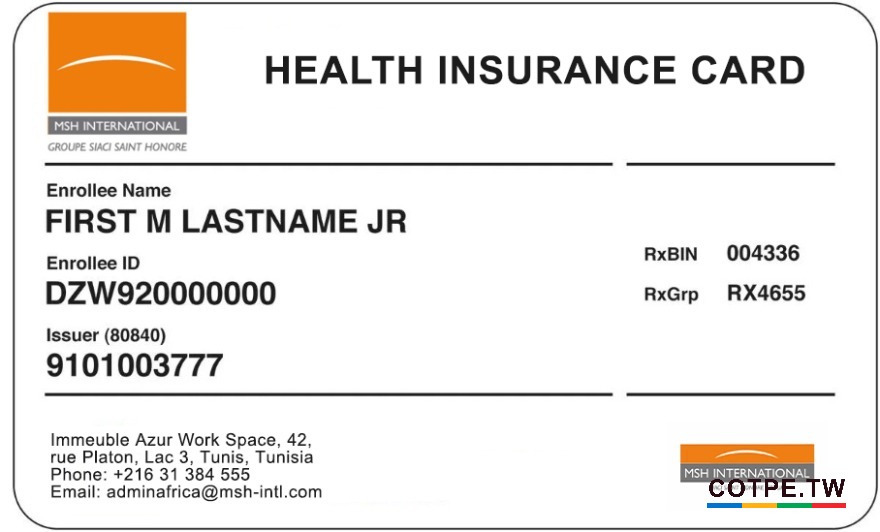 MSH INTERNATIONAL
GROUPE SIACI SAINT HONORE
HEALTH INSURANCE CARD
Enrollee Name
FIRST M LASTNAME JR
Enrollee ID
DZW920000000
Issuer (80840)
9101003777
RxBIN 004336
RxGrp RX4655
Immeuble Azur Work Space, 42,
rue Platon, Lac 3, Tunis, Tunisia
Phone: +216 31 384 555
Email: adminafrica@msh-intl.com
MSH INTERNATIONAL
COTPE.TW